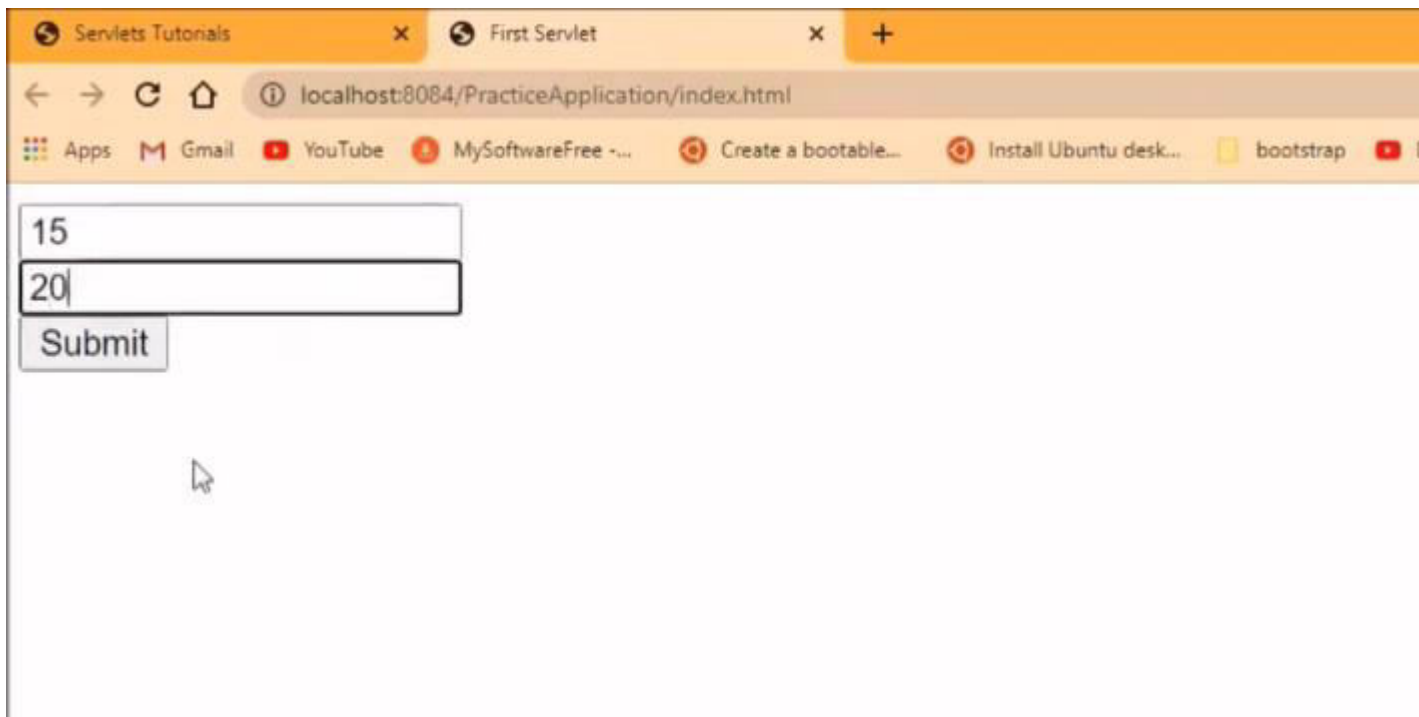 Servlets Tutorials First Servlet
localhost:8084/PracticeApplication/index.html
Apps Gmail YouTube MySoftwareFree -... Create a bootable... Install Ubuntu desk... bootstrap
15
20
Submit